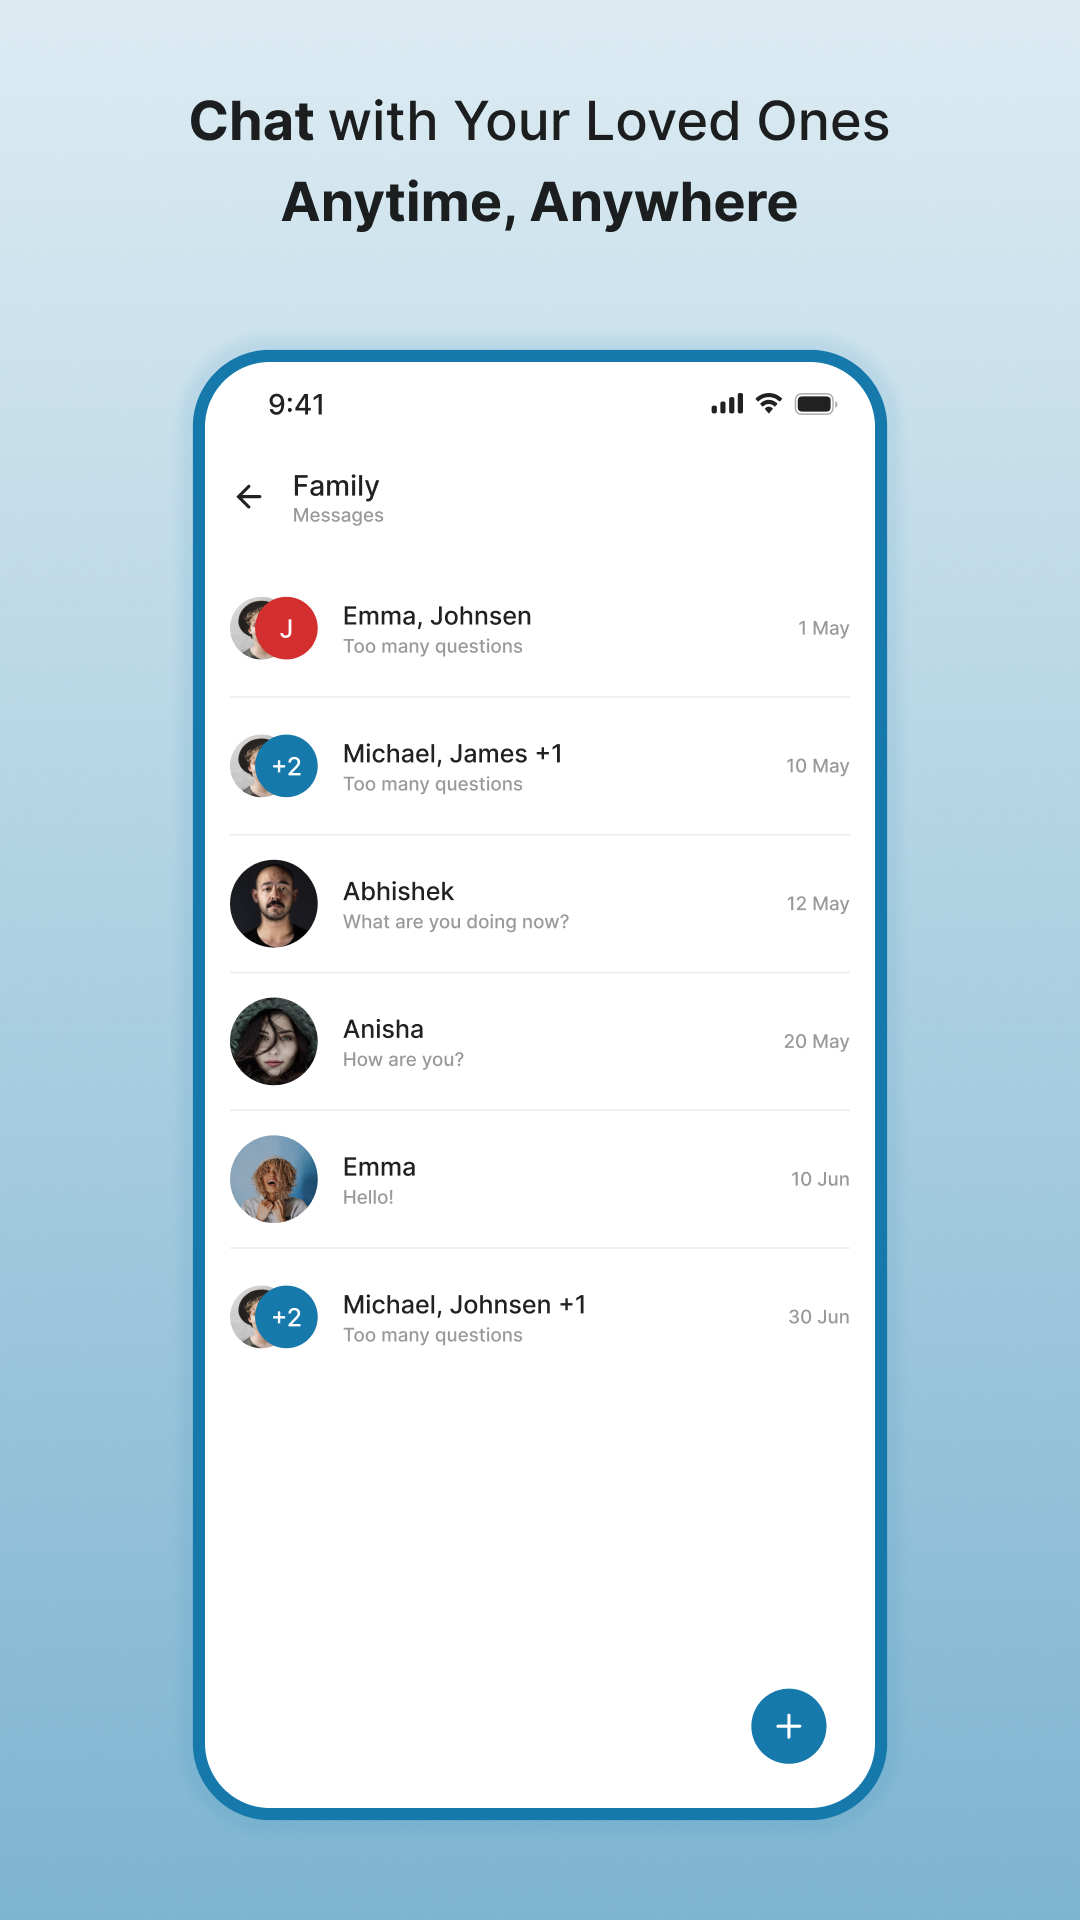 Chat with Your Loved Ones
Anytime, Anywhere
9:41
Family
Messages
J
Emma, Johnsen
Too many questions
1 May
+2
Michael, James +1
Too many questions
10 May
Abhishek
What are you doing now?
12 May
Anisha
How are you?
20 May
Emma
Hello!
10 Jun
+2
Michael, Johnsen +1
Too many questions
30 Jun